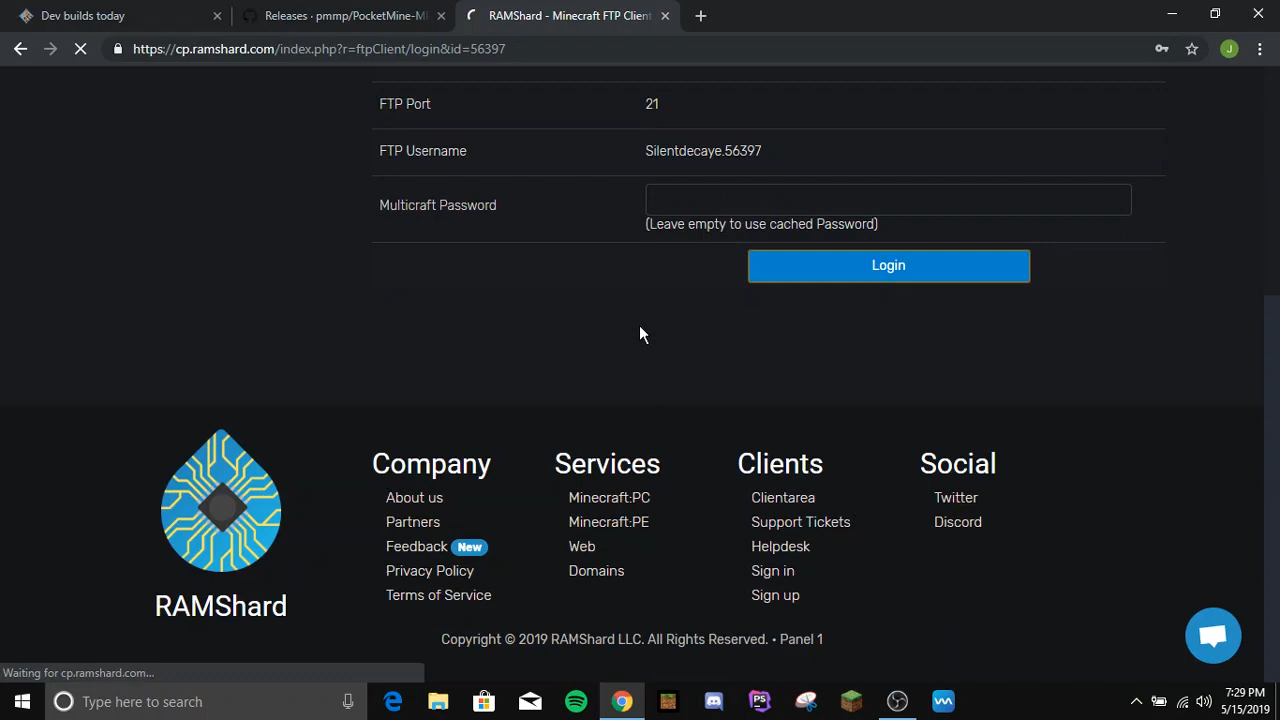 Dev builds today
Releases · pmmp/PocketMine-MP
RAMShard - Minecraft FTP Client
https://cp.ramshard.com/index.php?r=ftpClient/login&id=56397
J
FTP Port 21
FTP Username Silentdecaye.56397
Multicraft Password
(Leave empty to use cached Password)
Login
RAMShard
Company
About us
Partners
Feedback New
Privacy Policy
Terms of Service
Services
Minecraft:PC
Minecraft:PE
Web
Domains
Clients
Clientarea
Support Tickets
Helpdesk
Sign in
Sign up
Social
Twitter
Discord
Copyright © 2019 RAMShard LLC. All Rights Reserved. • Panel 1
Waiting for cp.ramshard.com...
Type here to search
PS
7:29 PM
5/15/2019